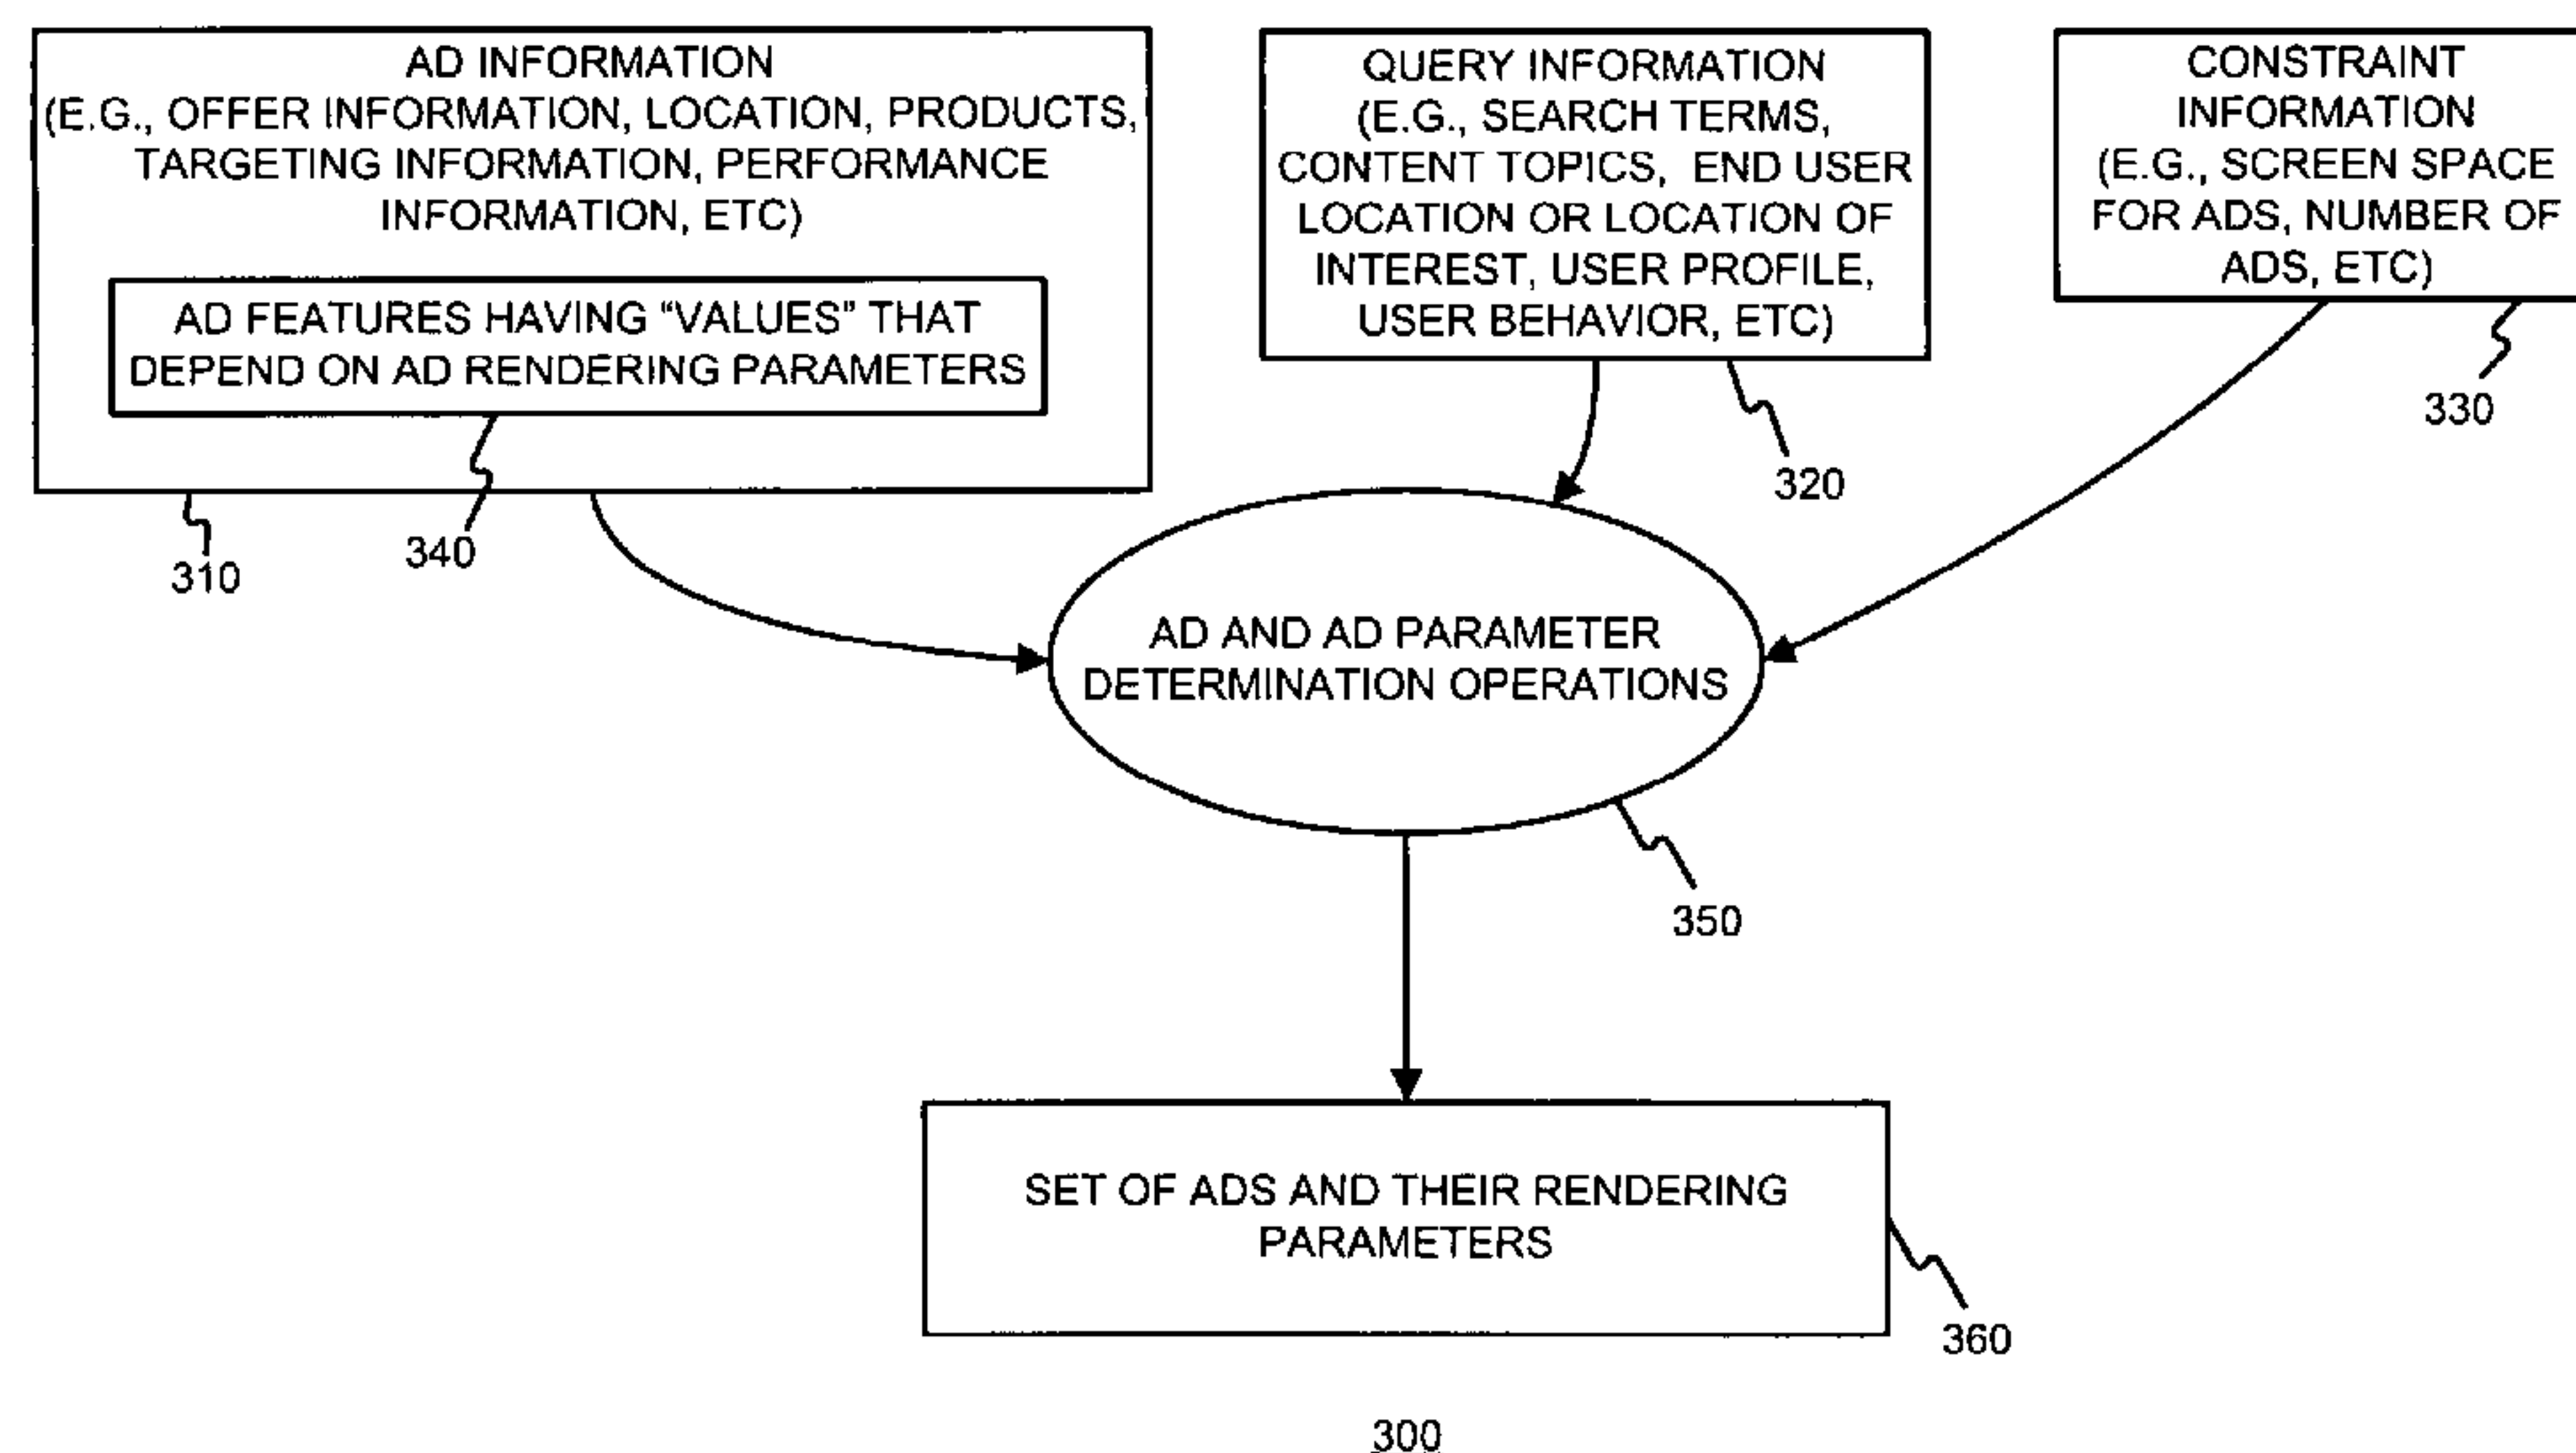 AD INFORMATION
(E.G., OFFER INFORMATION, LOCATION, PRODUCTS,
TARGETING INFORMATION, PERFORMANCE
INFORMATION, ETC)
AD FEATURES HAVING “VALUES” THAT
DEPEND ON AD RENDERING PARAMETERS
340
310
QUERY INFORMATION
(E.G., SEARCH TERMS,
CONTENT TOPICS, END USER
LOCATION OR LOCATION OF
INTEREST, USER PROFILE,
USER BEHAVIOR, ETC)
320
CONSTRAINT
INFORMATION
(E.G., SCREEN SPACE
FOR ADS, NUMBER OF
ADS, ETC)
330
AD AND AD PARAMETER
DETERMINATION OPERATIONS
350
SET OF ADS AND THEIR RENDERING
PARAMETERS
360
300